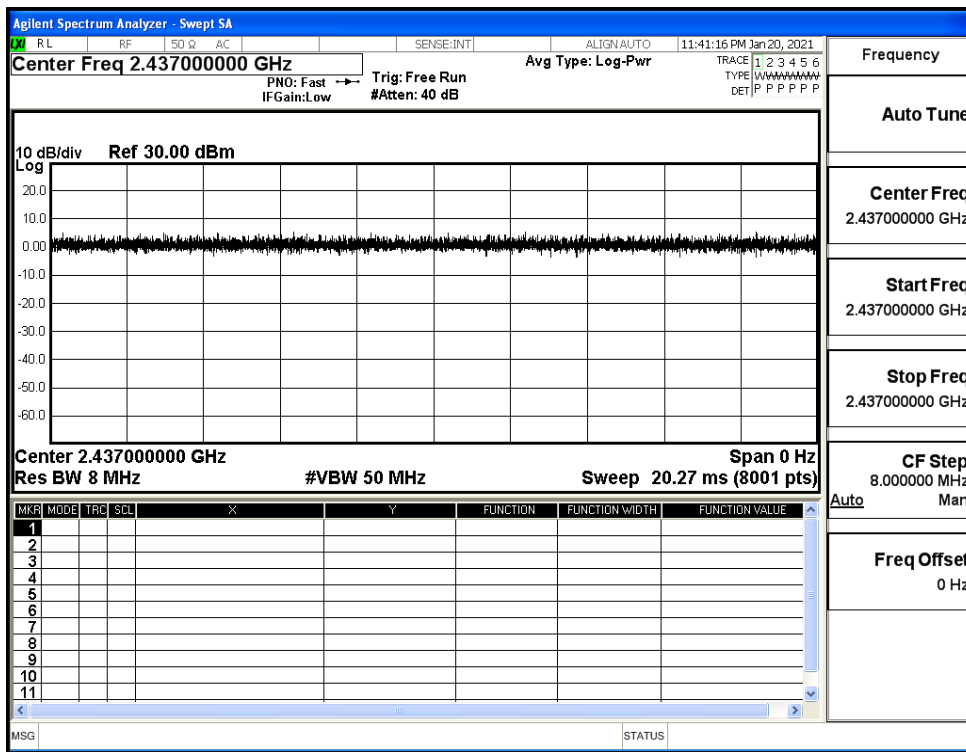 Agilent Spectrum Analyzer - Swept SA
LXI RL RF 50 Ω AC SENSE:INT ALIGN AUTO 11:41:16 PM Jan 20, 2021
Center Freq 2.437000000 GHz
PNO: Fast
IFGain:Low
Trig: Free Run
#Atten: 40 dB
Avg Type: Log-Pwr
TRACE 1 2 3 4 5 6
TYPE WWWWWW
DET P P P P P P
10 dB/div Ref 30.00 dBm
Log
20.0
10.0
0.00
-10.0
-20.0
-30.0
-40.0
-50.0
-60.0
Center 2.437000000 GHz Span 0 Hz
Res BW 8 MHz #VBW 50 MHz Sweep 20.27 ms (8001 pts)
MKR MODE TRC SCL X Y FUNCTION FUNCTION WIDTH FUNCTION VALUE
1
2
3
4
5
6
7
8
9
10
11
MSG STATUS
Frequency
Auto Tune
Center Freq
2.437000000 GHz
Start Freq
2.437000000 GHz
Stop Freq
2.437000000 GHz
CF Step
8.000000 MHz
Auto Man
Freq Offset
0 Hz